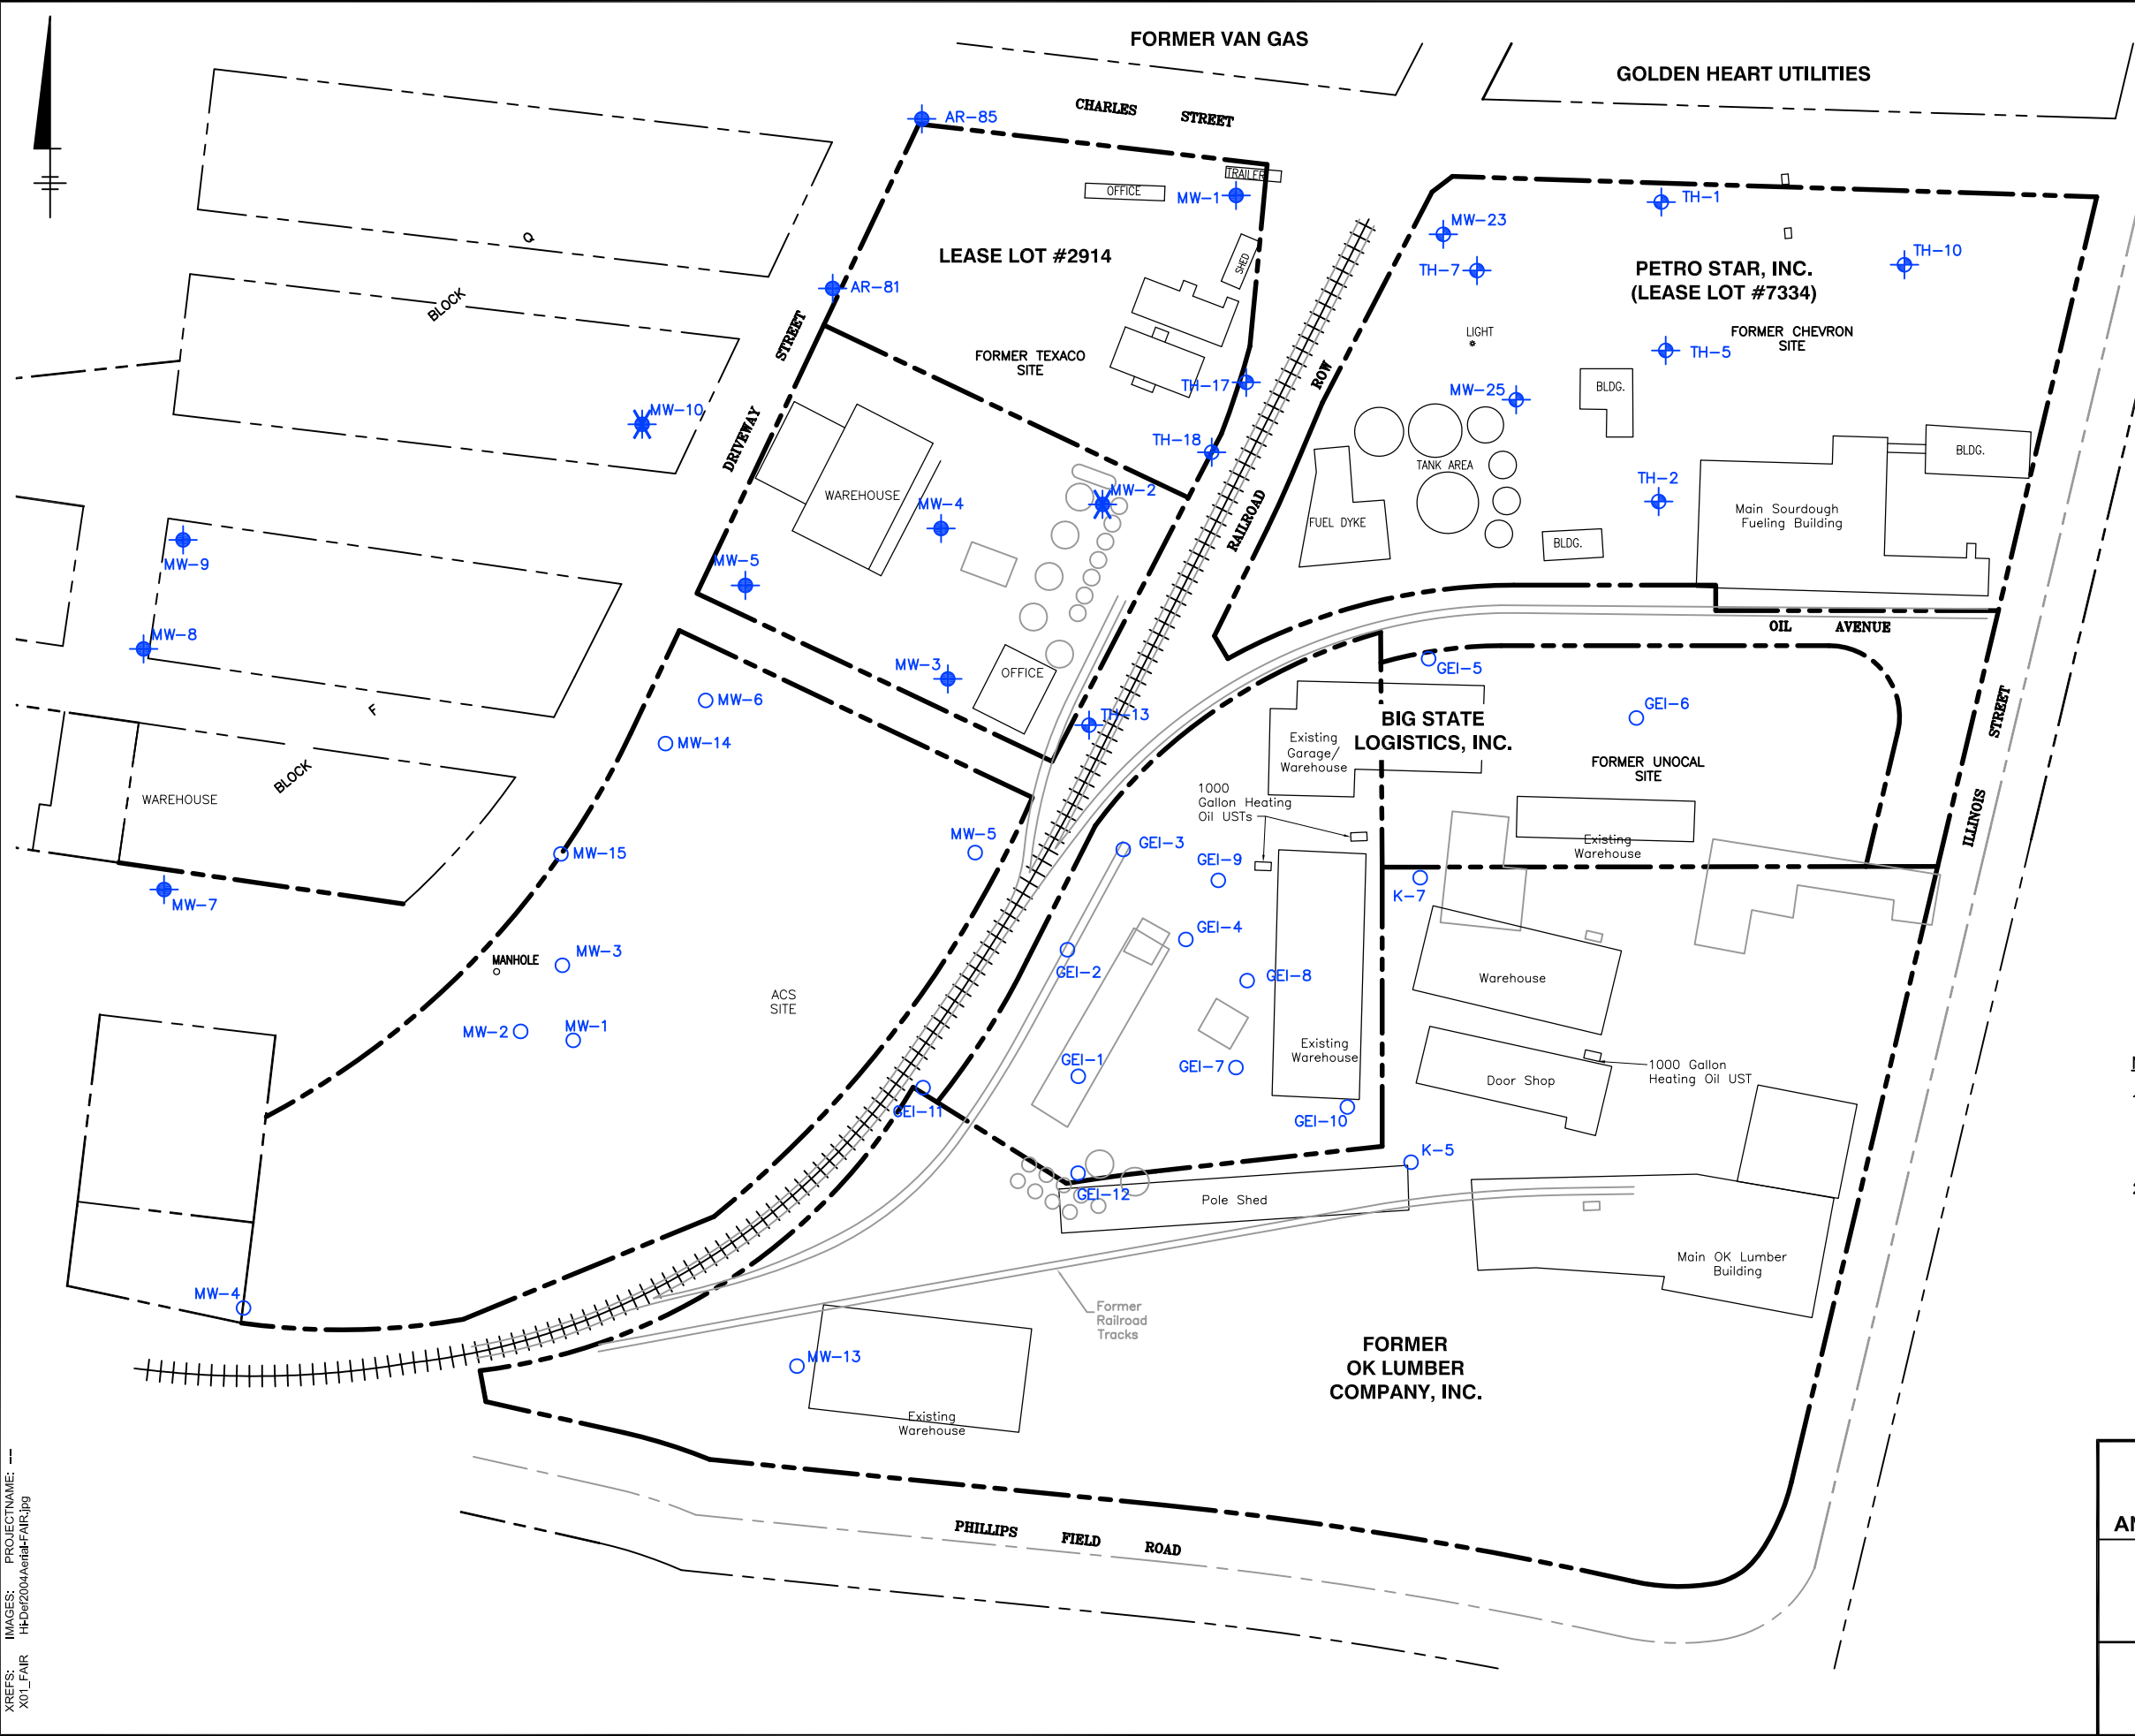 FORMER VAN GAS
GOLDEN HEART UTILITIES
CHARLES STREET
AR-85
TRAILER
OFFICE
MW-1
TH-1
MW-23
LEASE LOT #2914
SHED
TH-7
TH-10
PETRO STAR, INC.
(LEASE LOT #7334)
Q
BLOCK
AR-81
STREET
DRIVEWAY
FORMER TEXACO
SITE
LIGHT
FORMER CHEVRON
SITE
TH-5
ROW
RAILROAD
TH-17
MW-25
BLDG.
MW-10
TH-18
BLDG.
TANK AREA
WAREHOUSE
MW-4
MW-2
TH-2
Main Sourdough
Fueling Building
FUEL DYKE
BLDG.
MW-9
MW-5
MW-8
OIL AVENUE
MW-3
OFFICE
GEI-5
MW-6
GEI-6
F
BLOCK
TH-13
BIG STATE
LOGISTICS, INC.
STREET
ILLINOIS
MW-14
Existing
Garage/
Warehouse
FORMER UNOCAL
SITE
WAREHOUSE
1000
Gallon Heating
Oil USTs
MW-5
GEI-3
Existing
Warehouse
MW-15
GEI-9
K-7
MW-7
GEI-4
MW-3
MANHOLE
GEI-2
GEI-8
Warehouse
ACS
SITE
MW-2
MW-1
Existing
Warehouse
GEI-1
GEI-7
1000 Gallon
Heating Oil UST
Door Shop
GEI-11
GEI-10
K-5
GEI-12
Pole Shed
Main OK Lumber
Building
MW-4
Former
Railroad
Tracks
MW-13
FORMER
OK LUMBER
COMPANY, INC.
Existing
Warehouse
PHILLIPS FIELD ROAD
XREFS: IMAGES: PROJECTNAME: ---
X01_FAIR Hi-Def2004Aerial-FAIR.jpg